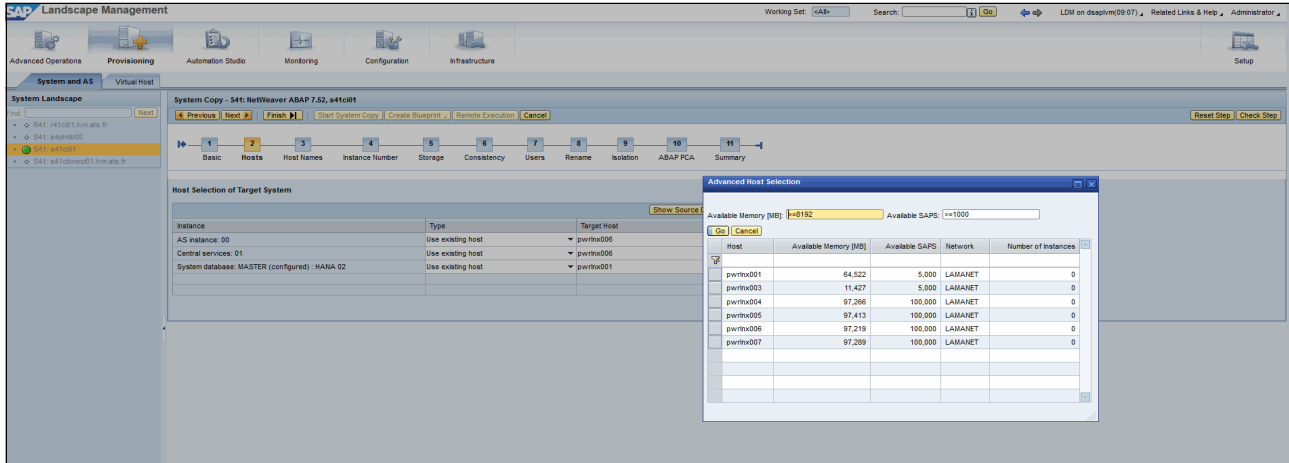 SAP Landscape Management Working Set: <All> Search: Go LDM on dsaplvm(09:07) Related Links & Help Administrator
Advanced Operations Provisioning Automation Studio Monitoring Configuration Infrastructure Setup
System and AS Virtual Host
System Landscape
Find: Next
R41: r41ci01.lvm.ats.fr
S41: s4phdb00
S41: s41ci01
S41: s41cloneci01.lvm.ats.fr
System Copy - S41: NetWeaver ABAP 7.52, s41ci01
Previous Next Finish Start System Copy Create Blueprint Remote Execution Cancel Reset Step Check Step
1 2 3 4 5 6 7 8 9 10 11
Basic Hosts Host Names Instance Number Storage Consistency Users Rename Isolation ABAP PCA Summary
Host Selection of Target System
Show Source
Instance Type Target Host
AS instance: 00 Use existing host pwrlnx006
Central services: 01 Use existing host pwrlnx006
System database: MASTER (configured) : HANA 02 Use existing host pwrlnx001
Advanced Host Selection
Available Memory [MB]: >=8192 Available SAPS: >=1000
Go Cancel
Host Available Memory [MB] Available SAPS Network Number of Instances
pwrlnx001 64,522 5,000 LAMANET 0
pwrlnx003 11,427 5,000 LAMANET 0
pwrlnx004 97,266 100,000 LAMANET 0
pwrlnx005 97,413 100,000 LAMANET 0
pwrlnx006 97,219 100,000 LAMANET 0
pwrlnx007 97,289 100,000 LAMANET 0